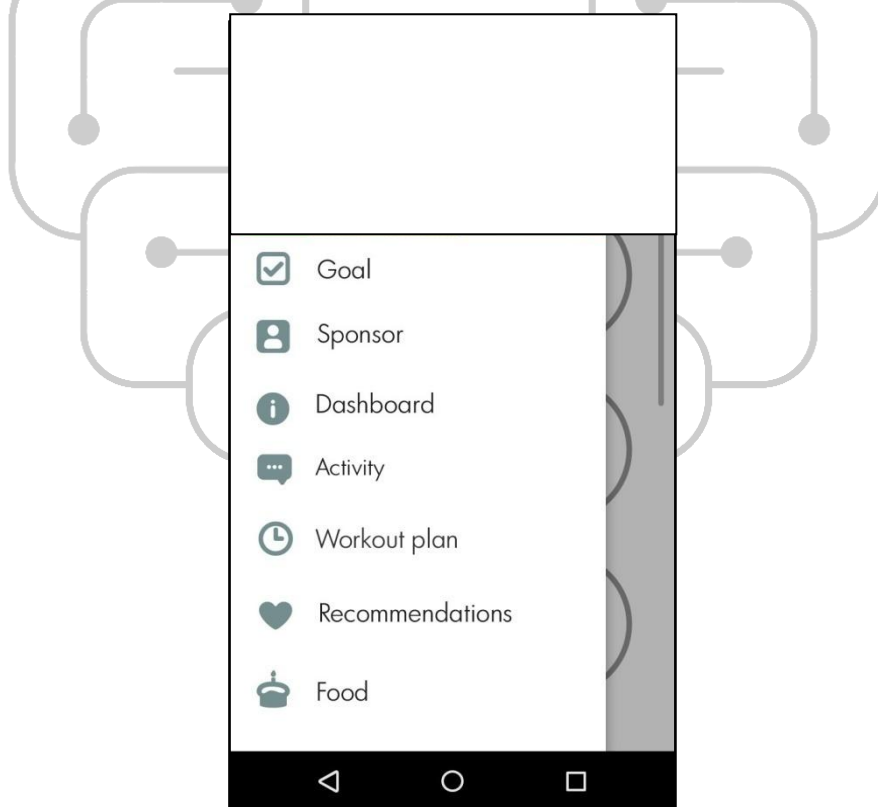 Goal
Sponsor
Dashboard
Activity
Workout plan
Recommendations
Food